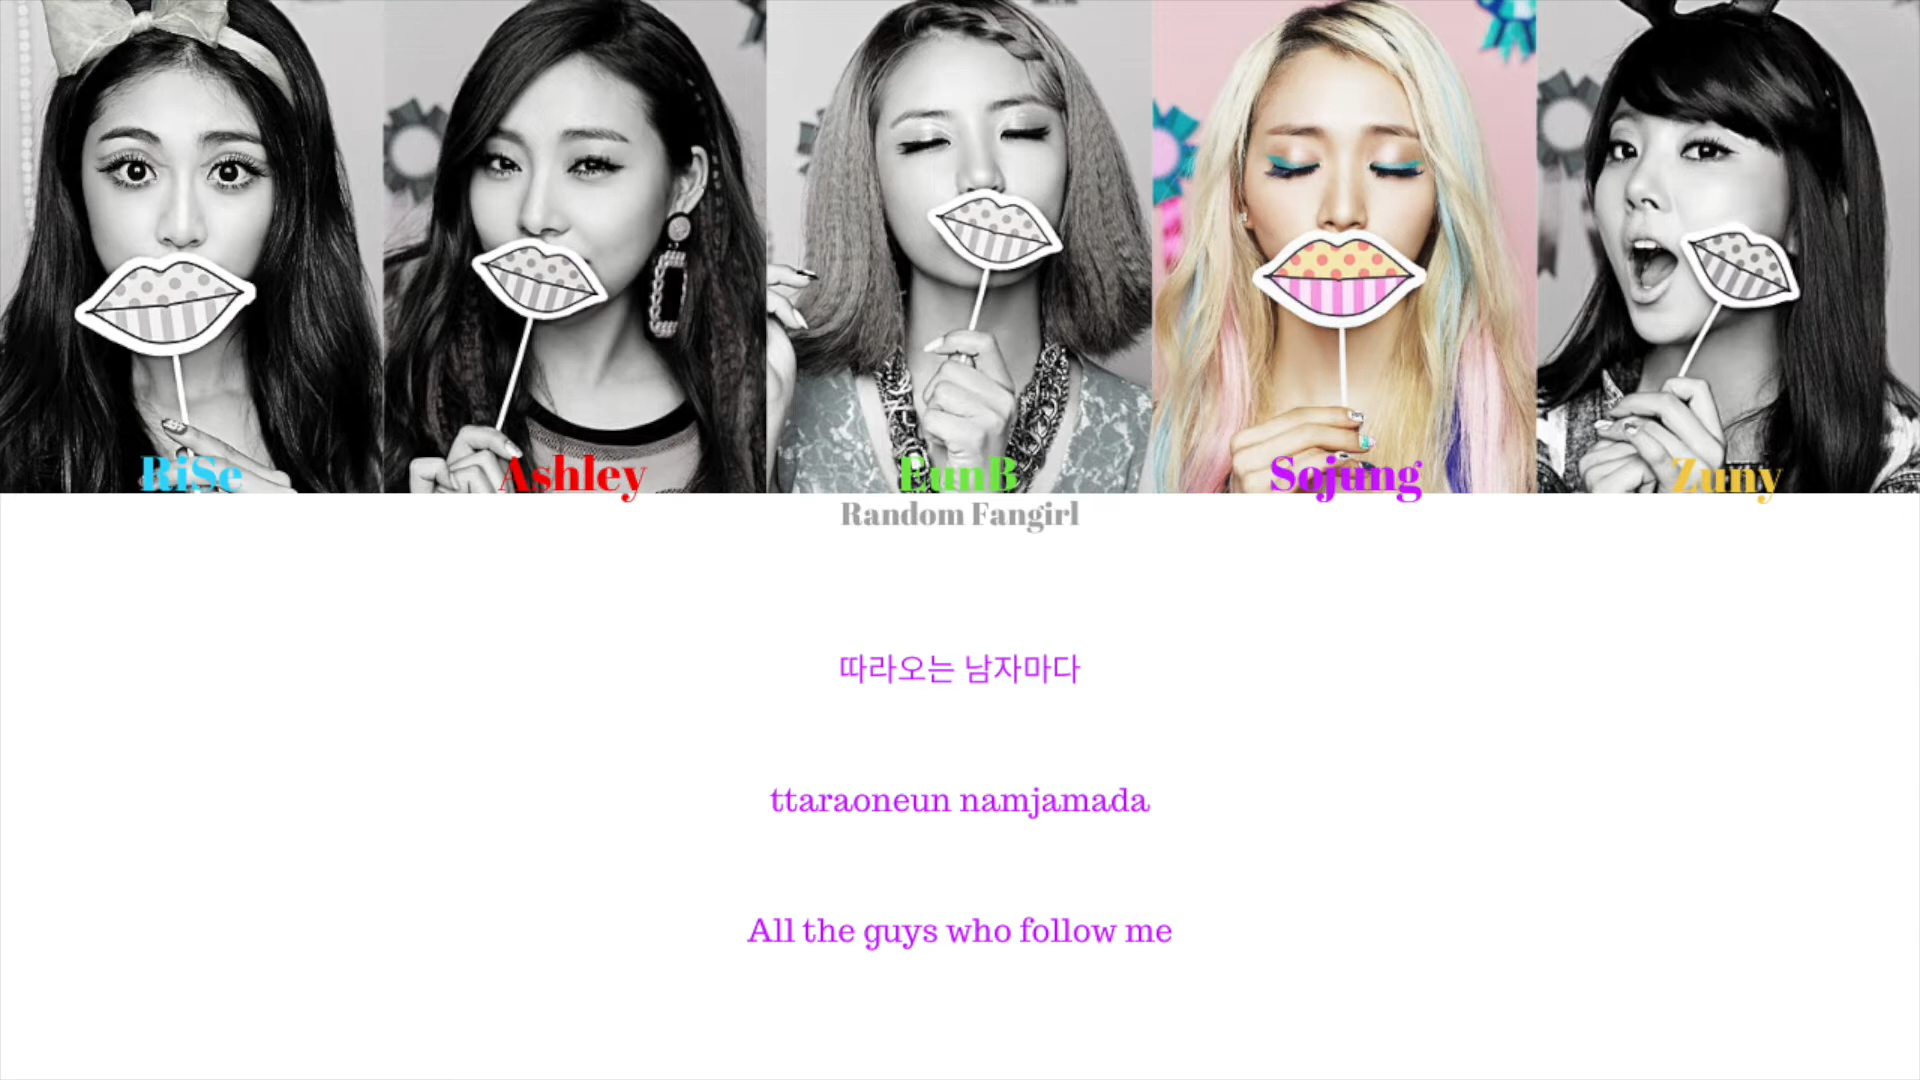 RiSe Ashley EunB Sojung Zuny
Random Fangirl
따라오는 남자마다
ttaraoneun namjamada
All the guys who follow me